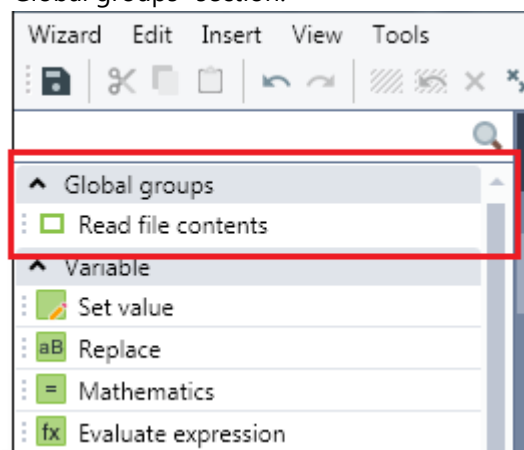 Global groups" section.
Wizard Edit Insert View Tools
Global groups
Read file contents
Variable
Set value
aB Replace
= Mathematics
fx Evaluate expression